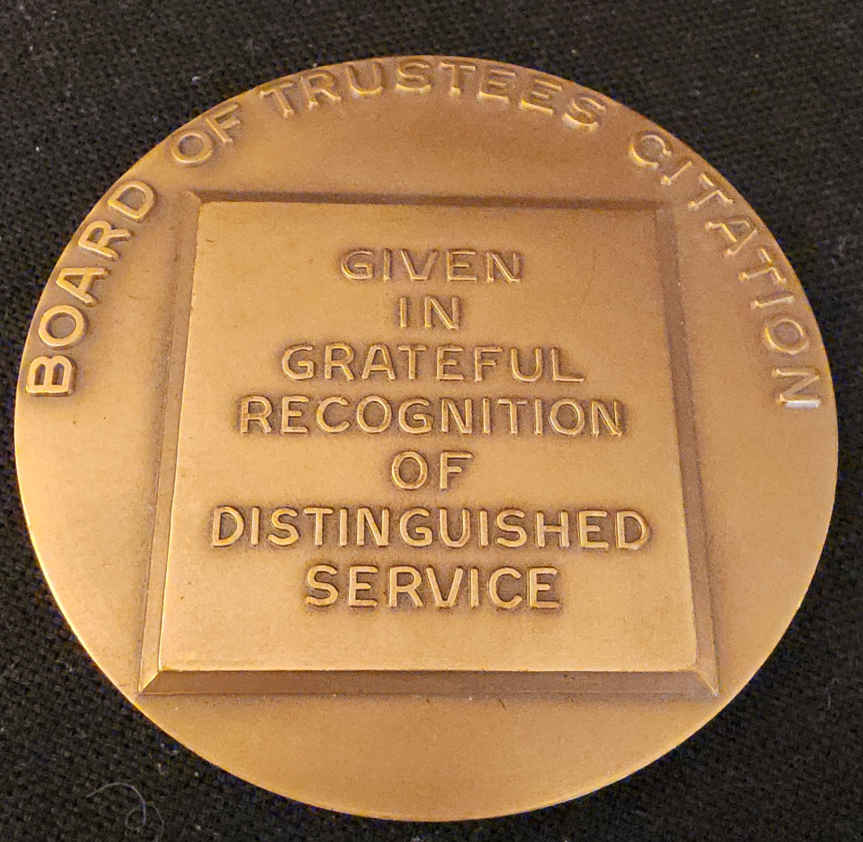 BOARD OF TRUSTEES CITATION
GIVEN
IN
GRATEFUL
RECOGNITION
OF
DISTINGUISHED
SERVICE